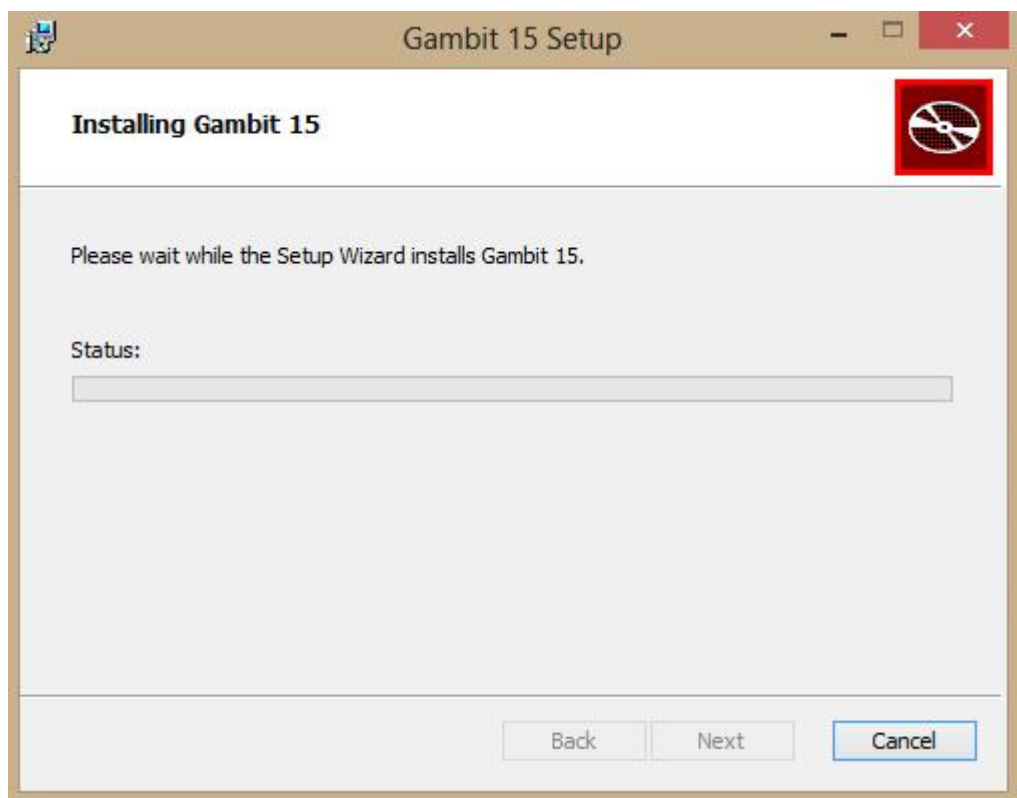 Gambit 15 Setup
Installing Gambit 15
Please wait while the Setup Wizard installs Gambit 15.
Status:
Back Next Cancel